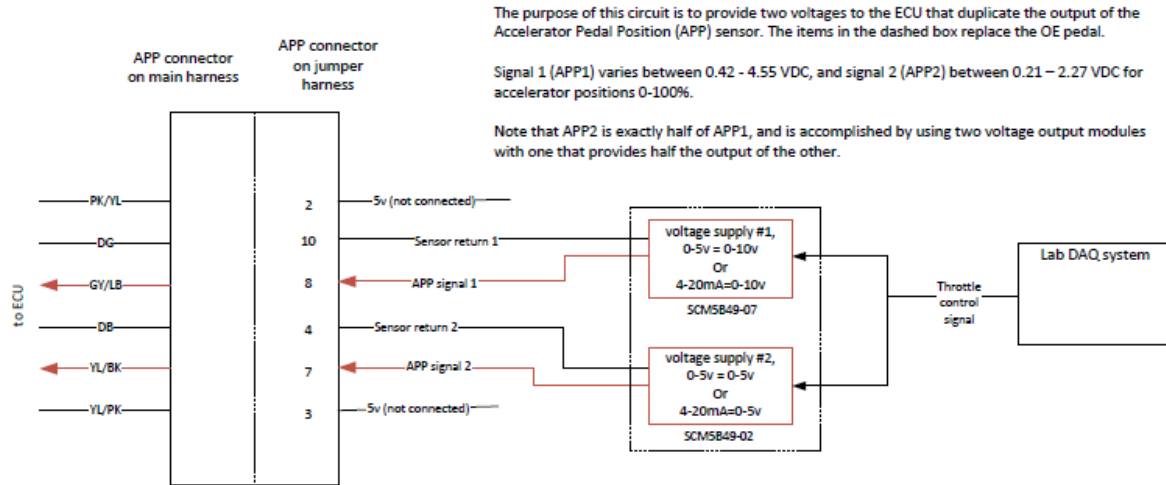 The purpose of this circuit is to provide two voltages to the ECU that duplicate the output of the
Accelerator Pedal Position (APP) sensor. The items in the dashed box replace the OE pedal.
Signal 1 (APP1) varies between 0.42 - 4.55 VDC, and signal 2 (APP2) between 0.21 – 2.27 VDC for
accelerator positions 0-100%.
Note that APP2 is exactly half of APP1, and is accomplished by using two voltage output modules
with one that provides half the output of the other.
APP connector
on main harness
APP connector
on jumper
harness
to ECU
PK/YL
DG
GY/LB
DB
YL/BK
YL/PK
2
10
8
4
7
3
5v (not connected)
Sensor return 1
APP signal 1
Sensor return 2
APP signal 2
5v (not connected)
voltage supply #1,
0-5v = 0-10v
Or
4-20mA=0-10v
SCM5B49-07
voltage supply #2,
0-5v = 0-5v
Or
4-20mA=0-5v
SCM5B49-02
Throttle
control
signal
Lab DAQ system